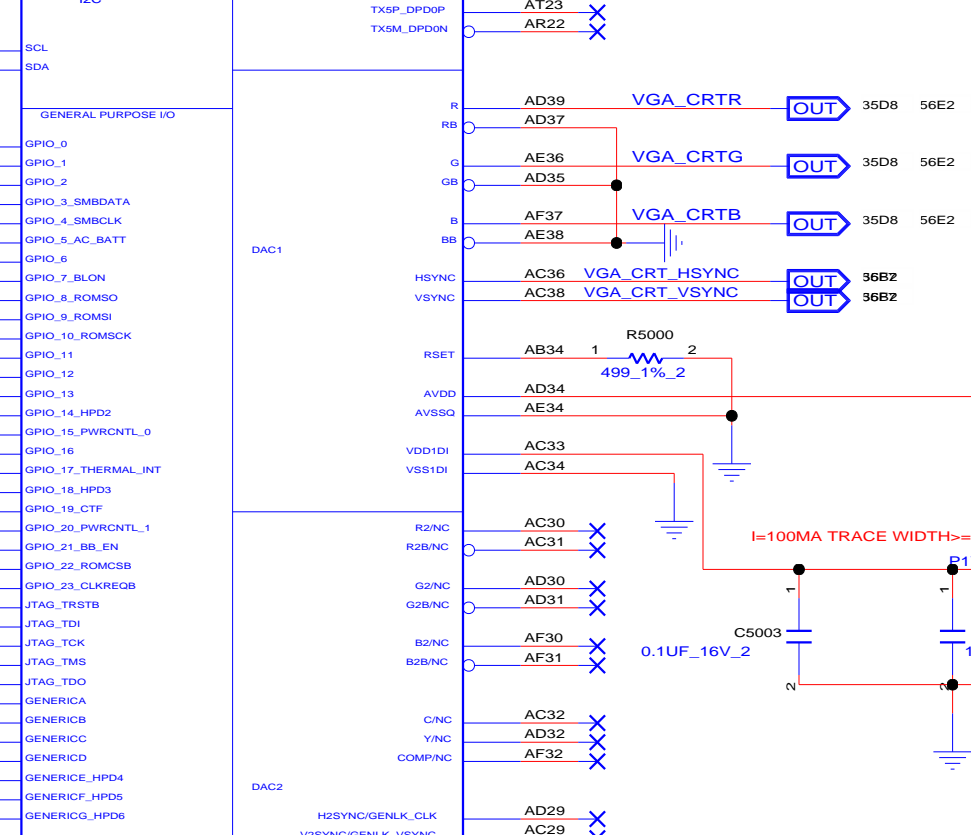 I2C
SCL
SDA
GENERAL PURPOSE I/O
GPIO_0
GPIO_1
GPIO_2
GPIO_3_SMBDATA
GPIO_4_SMBCLK
GPIO_5_AC_BATT
GPIO_6
GPIO_7_BLON
GPIO_8_ROMSO
GPIO_9_ROMSI
GPIO_10_ROMSCK
GPIO_11
GPIO_12
GPIO_13
GPIO_14_HPD2
GPIO_15_PWRCNTL_0
GPIO_16
GPIO_17_THERMAL_INT
GPIO_18_HPD3
GPIO_19_CTF
GPIO_20_PWRCNTL_1
GPIO_21_BB_EN
GPIO_22_ROMCSB
GPIO_23_CLKREQB
JTAG_TRSTB
JTAG_TDI
JTAG_TCK
JTAG_TMS
JTAG_TDO
GENERICA
GENERICB
GENERICC
GENERICD
GENERICE_HPD4
GENERICF_HPD5
GENERICG_HPD6
TX5P_DPD0P AT23
TX5M_DPD0N AR22
R AD39 VGA_CRTR OUT 35D8 56E2
RB AD37
G AE36 VGA_CRTG OUT 35D8 56E2
GB AD35
B AF37 VGA_CRTB OUT 35D8 56E2
BB AE38
DAC1
HSYNC AC36 VGA_CRT_HSYNC OUT
VSYNC AC38 VGA_CRT_VSYNC OUT
R5000
RSET AB34 1 2
499_1%_2
AVDD AD34
AVSSQ AE34
VDD1DI AC33
VSS1DI AC34
R2/NC AC30
R2B/NC AC31
G2/NC AD30
G2B/NC AD31
B2/NC AF30
B2B/NC AF31
C/NC AC32
Y/NC AD32
COMP/NC AF32
DAC2
H2SYNC/GENLK_CLK AD29
V2SYNC/GENLK_VSYNC AC29
I=100MA TRACE WIDTH>=
P1
1 1
C5003
0.1UF_16V_2 1
2 2